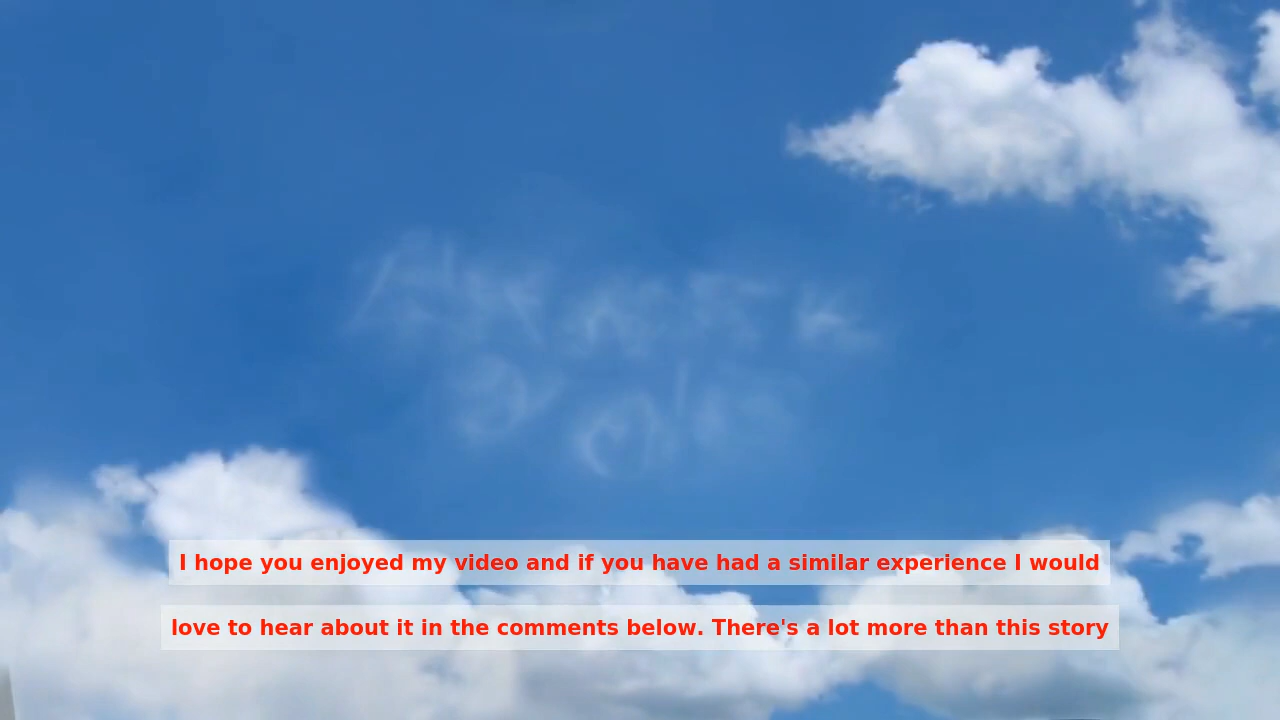 I hope you enjoyed my video and if you have had a similar experience I would
love to hear about it in the comments below. There's a lot more than this story